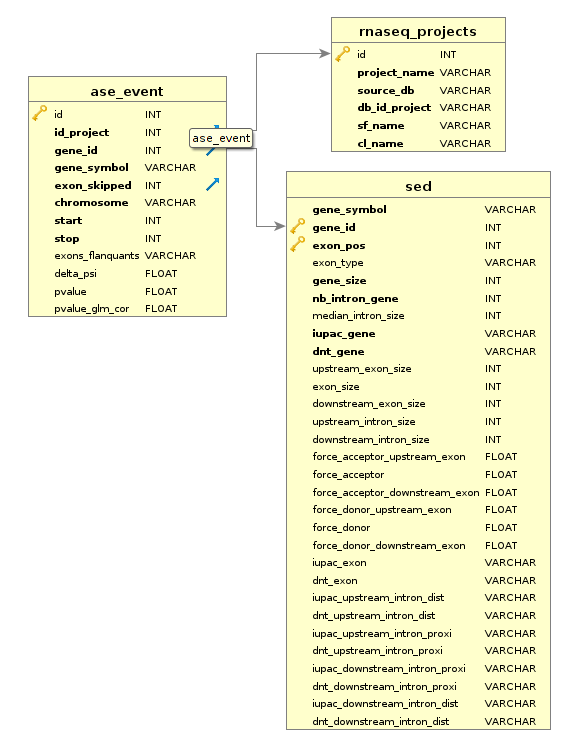 rnaseq_projects
id INT
project_name VARCHAR
source_db VARCHAR
db_id_project VARCHAR
sf_name VARCHAR
cl_name VARCHAR
ase_event
id INT
id_project INT
gene_id INT
gene_symbol VARCHAR
exon_skipped INT
chromosome VARCHAR
start INT
stop INT
exons_flanquants VARCHAR
delta_psi FLOAT
pvalue FLOAT
pvalue_glm_cor FLOAT
ase_event
sed
gene_symbol VARCHAR
gene_id INT
exon_pos INT
exon_type VARCHAR
gene_size INT
nb_intron_gene INT
median_intron_size INT
iupac_gene VARCHAR
dnt_gene VARCHAR
upstream_exon_size INT
exon_size INT
downstream_exon_size INT
upstream_intron_size INT
downstream_intron_size INT
force_acceptor_upstream_exon FLOAT
force_acceptor FLOAT
force_acceptor_downstream_exon FLOAT
force_donor_upstream_exon FLOAT
force_donor FLOAT
force_donor_downstream_exon FLOAT
iupac_exon VARCHAR
dnt_exon VARCHAR
iupac_upstream_intron_dist VARCHAR
dnt_upstream_intron_dist VARCHAR
iupac_upstream_intron_proxi VARCHAR
dnt_upstream_intron_proxi VARCHAR
iupac_downstream_intron_proxi VARCHAR
dnt_downstream_intron_proxi VARCHAR
iupac_downstream_intron_dist VARCHAR
dnt_downstream_intron_dist VARCHAR